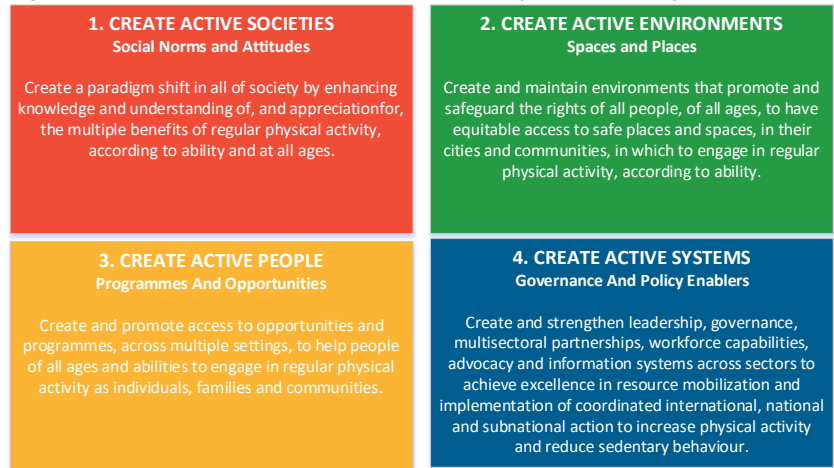 1. CREATE ACTIVE SOCIETIES
Social Norms and Attitudes
Create a paradigm shift in all of society by enhancing
knowledge and understanding of, and appreciationfor,
the multiple benefits of regular physical activity,
according to ability and at all ages.
2. CREATE ACTIVE ENVIRONMENTS
Spaces and Places
Create and maintain environments that promote and
safeguard the rights of all people, of all ages, to have
equitable access to safe places and spaces, in their
cities and communities, in which to engage in regular
physical activity, according to ability.
3. CREATE ACTIVE PEOPLE
Programmes And Opportunities
Create and promote access to opportunities and
programmes, across multiple settings, to help people
of all ages and abilities to engage in regular physical
activity as individuals, families and communities.
4. CREATE ACTIVE SYSTEMS
Governance And Policy Enablers
Create and strengthen leadership, governance,
multisectoral partnerships, workforce capabilities,
advocacy and information systems across sectors to
achieve excellence in resource mobilization and
implementation of coordinated international, national
and subnational action to increase physical activity
and reduce sedentary behaviour.